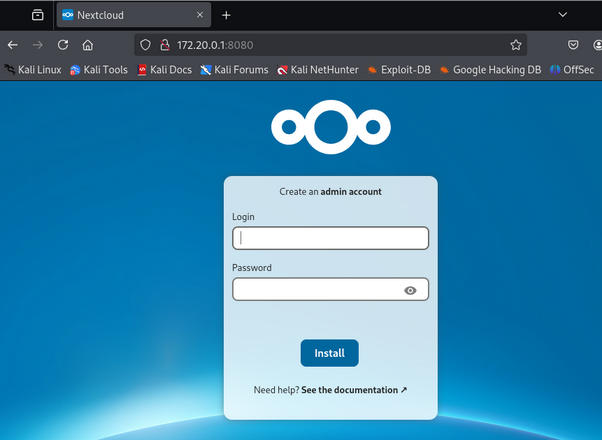 Nextcloud
172.20.0.1:8080
Kali Linux Kali Tools Kali Docs Kali Forums Kali NetHunter Exploit-DB Google Hacking DB OffSec
Create an admin account
Login
Password
Install
Need help? See the documentation ↗